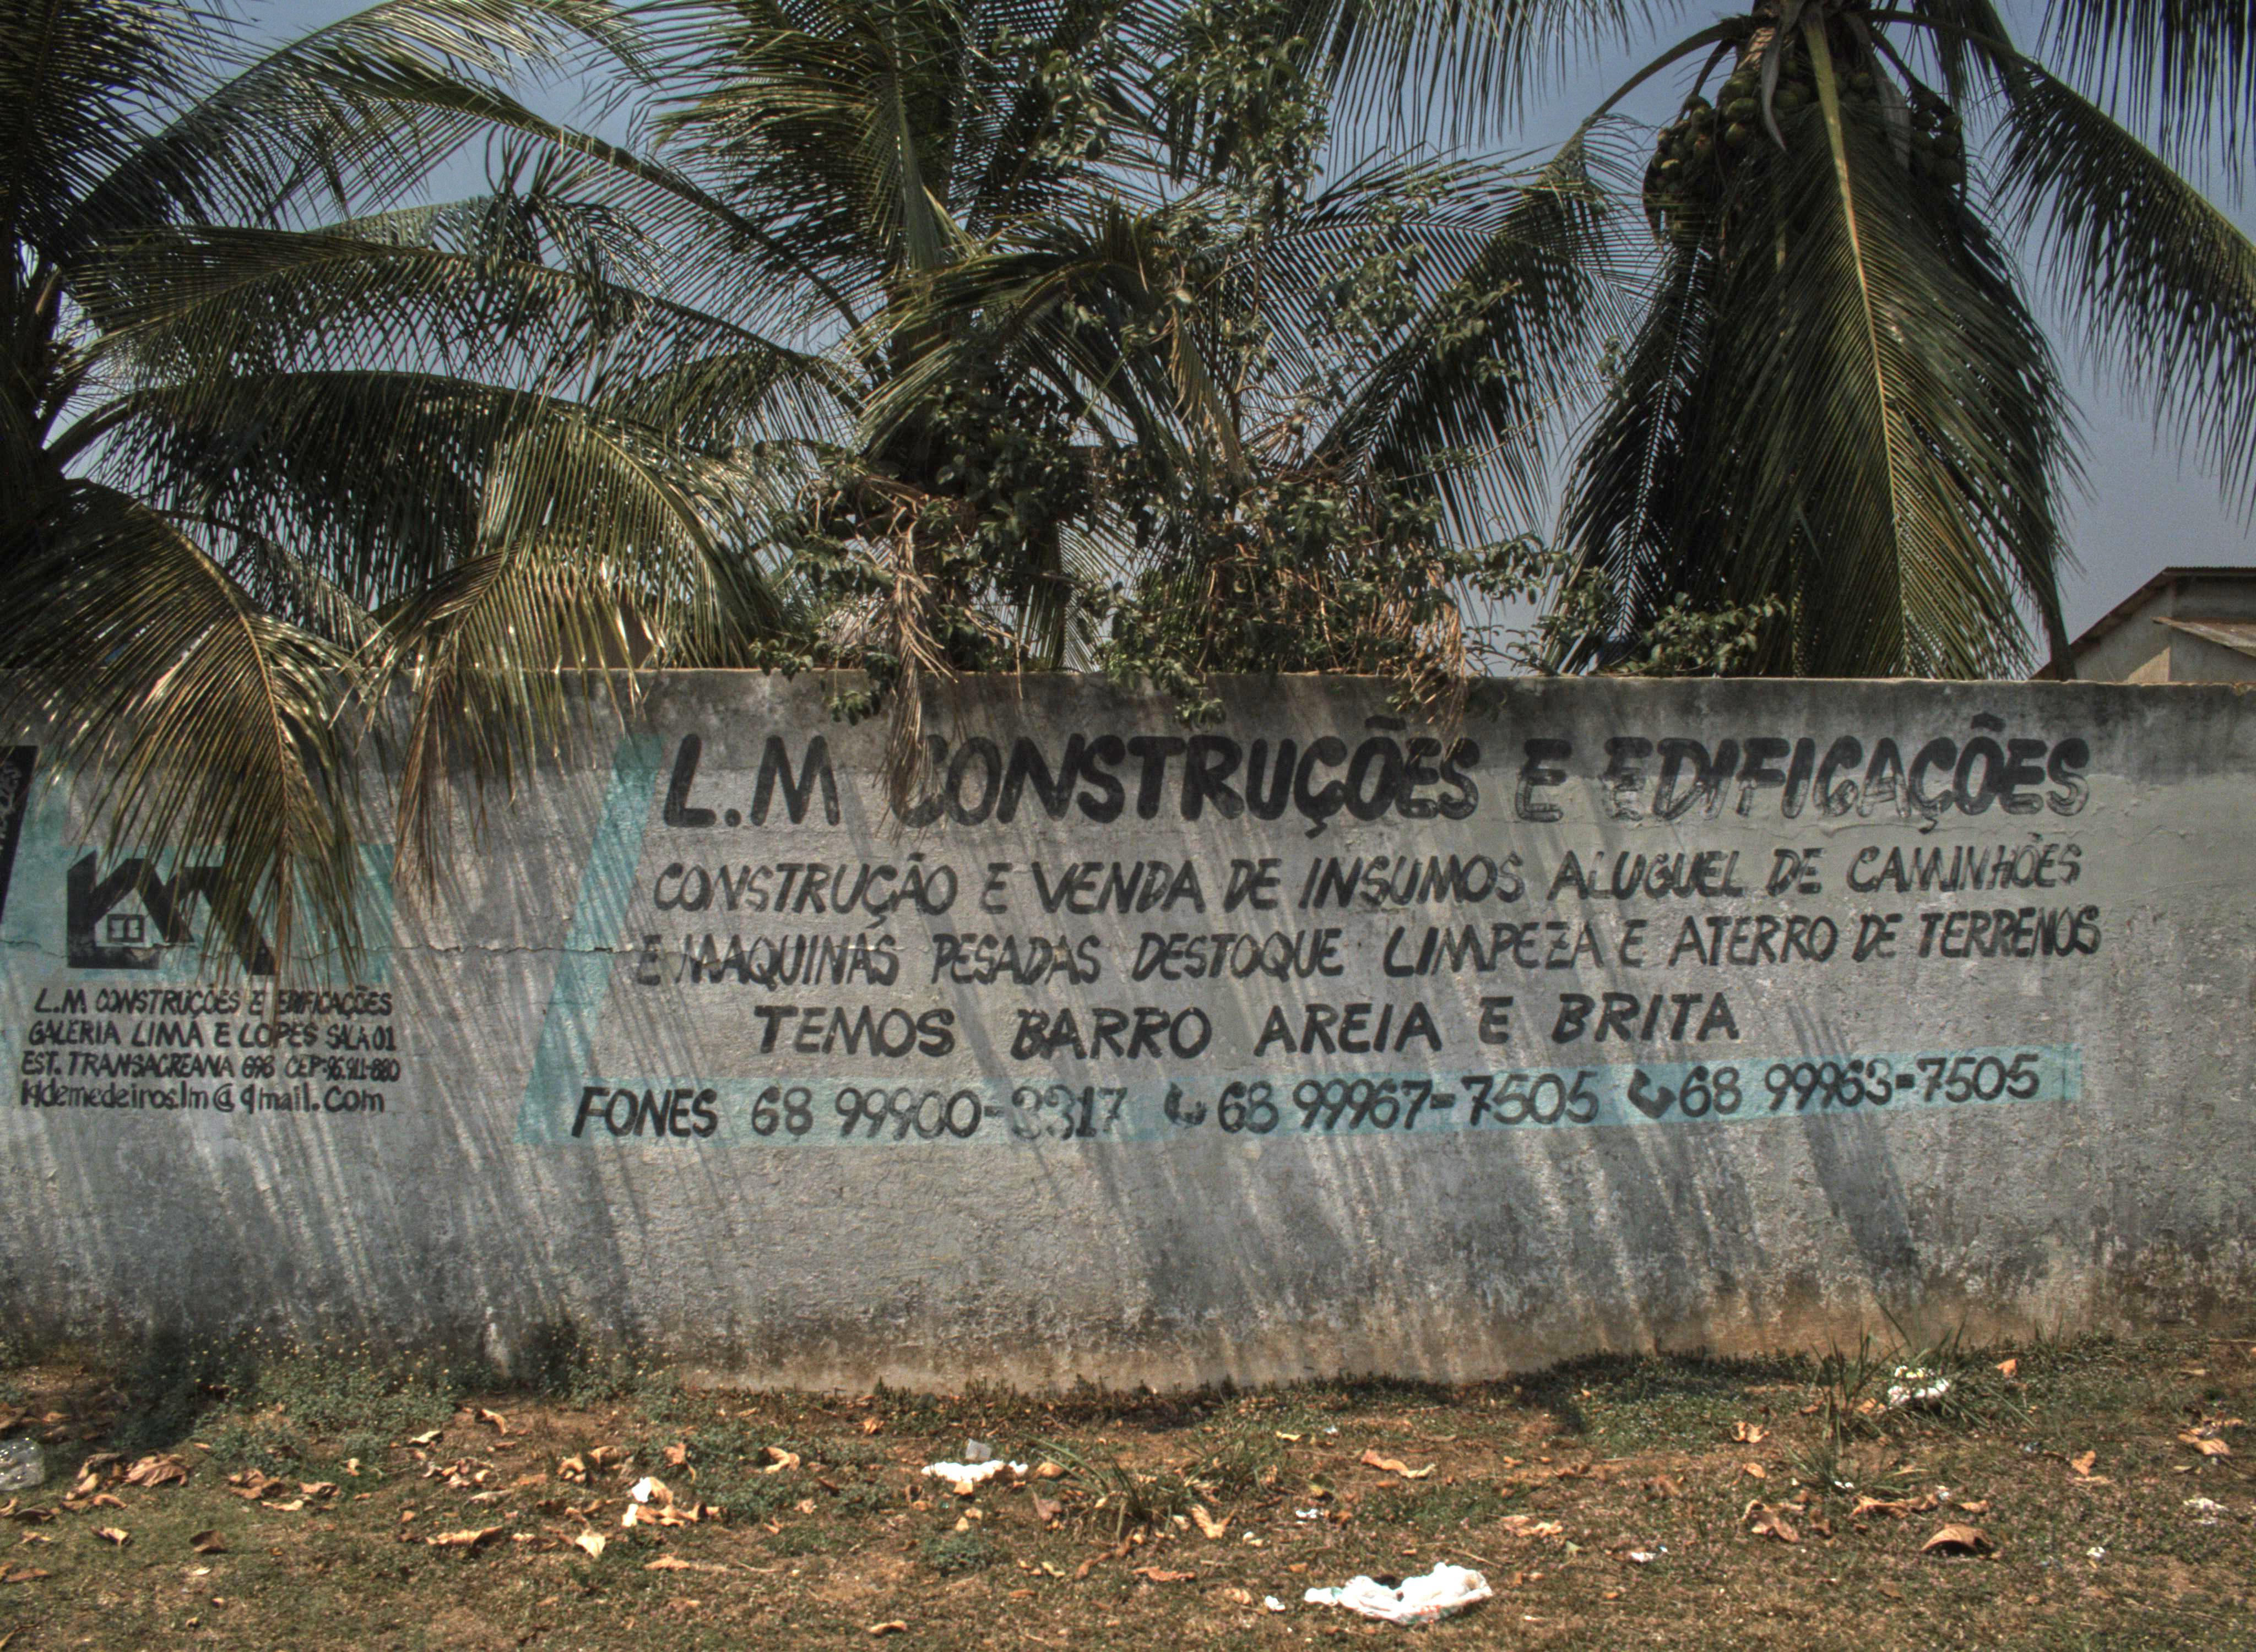 L.M CONSTRUÇÕES E EDIFICAÇÕES
CONSTRUÇÃO E VENDA DE INSUMOS ALUGUEL DE CAMINHÕES
E MAQUINAS PESADAS DESTOQUE LIMPEZA E ATERRO DE TERRENOS
TEMOS BARRO AREIA E BRITA
FONES 68 99900-3317 68 99967-7505 68 99963-7505
L.M CONSTRUÇÕES E EDIFICAÇÕES
GALERIA LIMA E LOPES SALA 01
EST. TRANSACREANA 698 CEP: